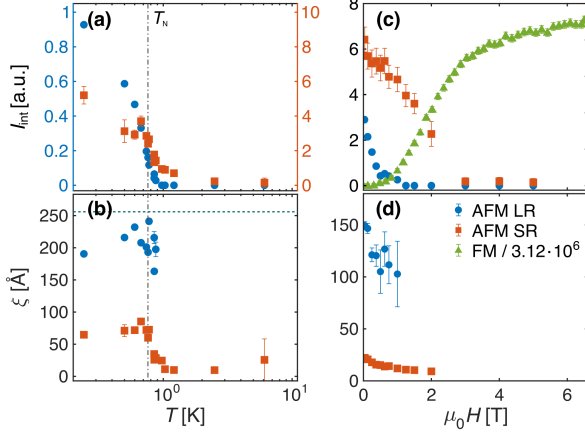 (a)
T_N
I_int [a.u.]
1
0.8
0.6
0.4
0.2
0
10
8
6
4
2
0
(c)
8
6
4
2
0
(b)
ξ [Å]
250
200
150
100
50
0
10^0
10^1
T [K]
(d)
AFM LR
AFM SR
FM / 3.12·10^6
150
100
50
0
0
2
4
6
μ_0H [T]